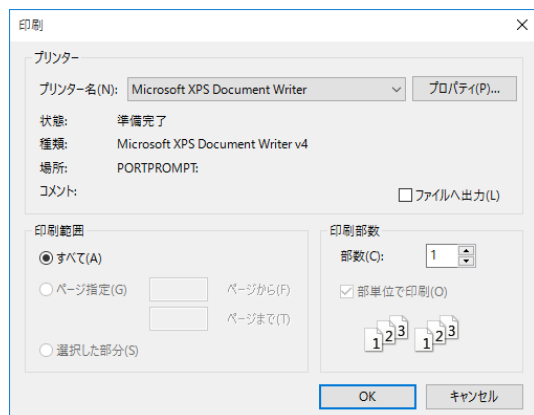 印刷
プリンター
プリンター名(N): Microsoft XPS Document Writer プロパティ(P)...
状態: 準備完了
種類: Microsoft XPS Document Writer v4
場所: PORTPROMPT:
コメント: ファイルへ出力(L)
印刷範囲
すべて(A)
ページ指定(G) ページから(F)
ページまで(T)
選択した部分(S)
印刷部数
部数(C): 1
部単位で印刷(O)
1 2 3 1 2 3
OK キャンセル